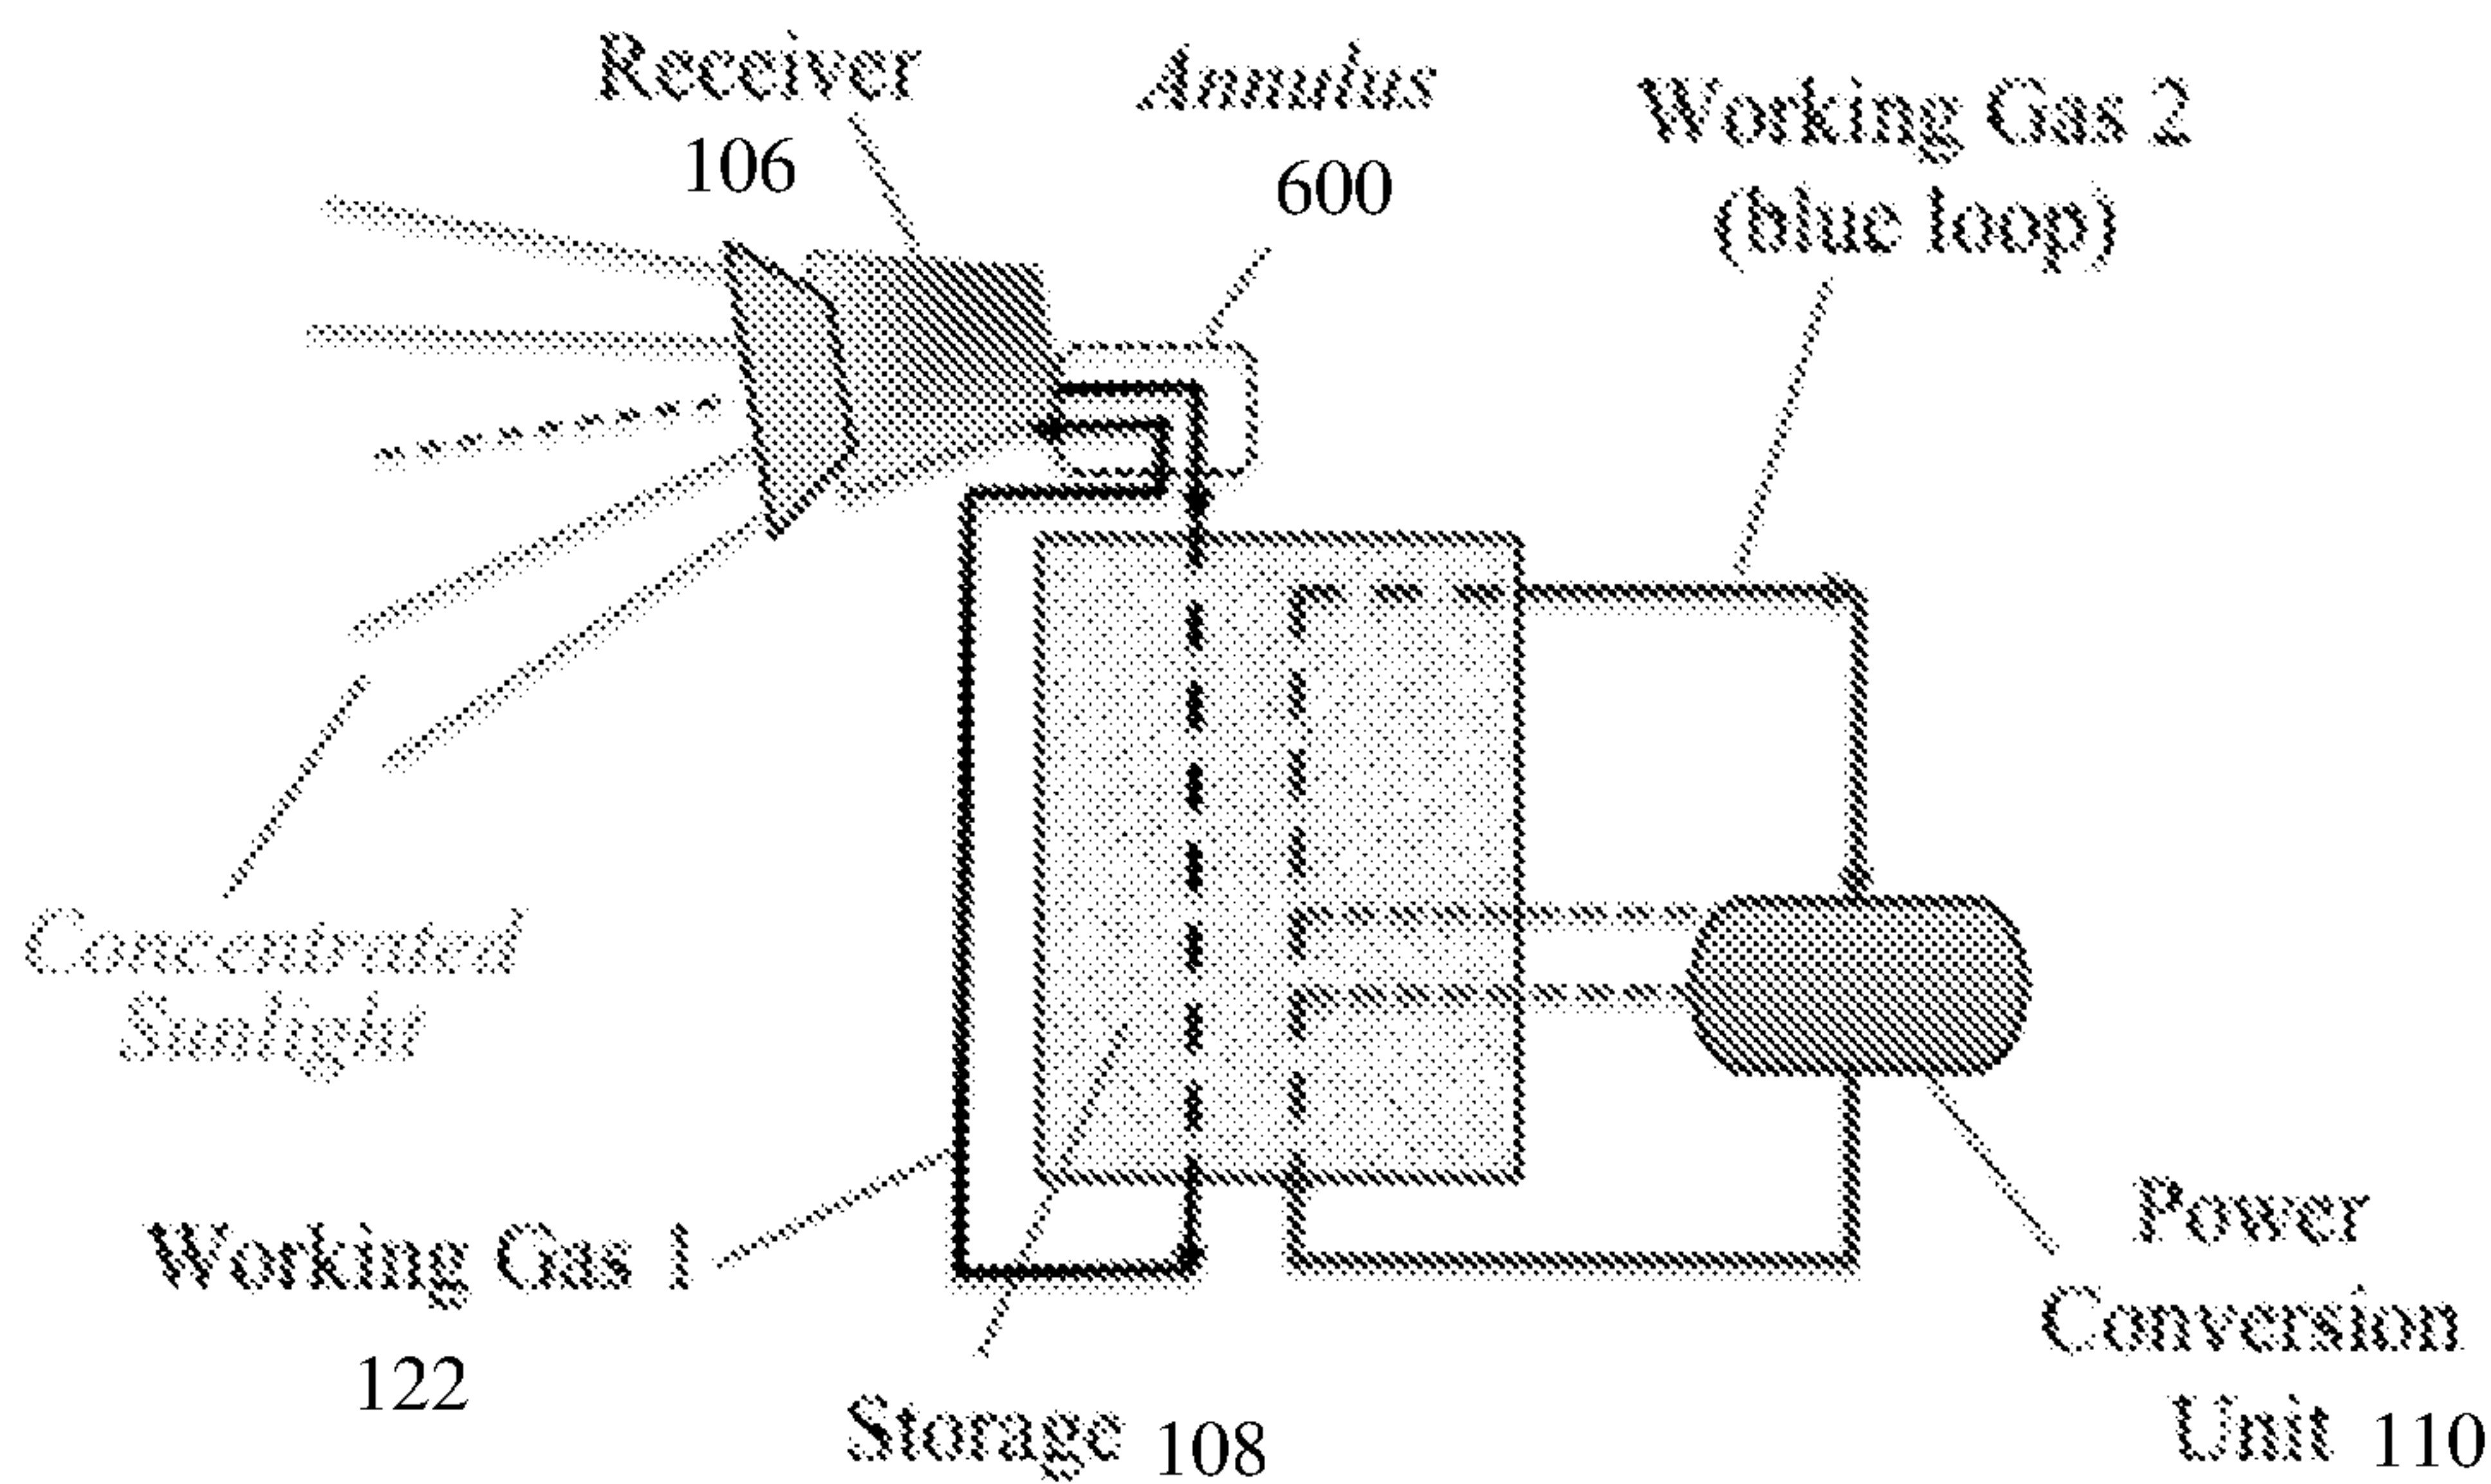 Receiver
106
Annulus
600
Working Gas 2
(blue loop)
Concentrated
Sunlight
Working Gas 1
122
Storage 108
Power
Conversion
Unit 110